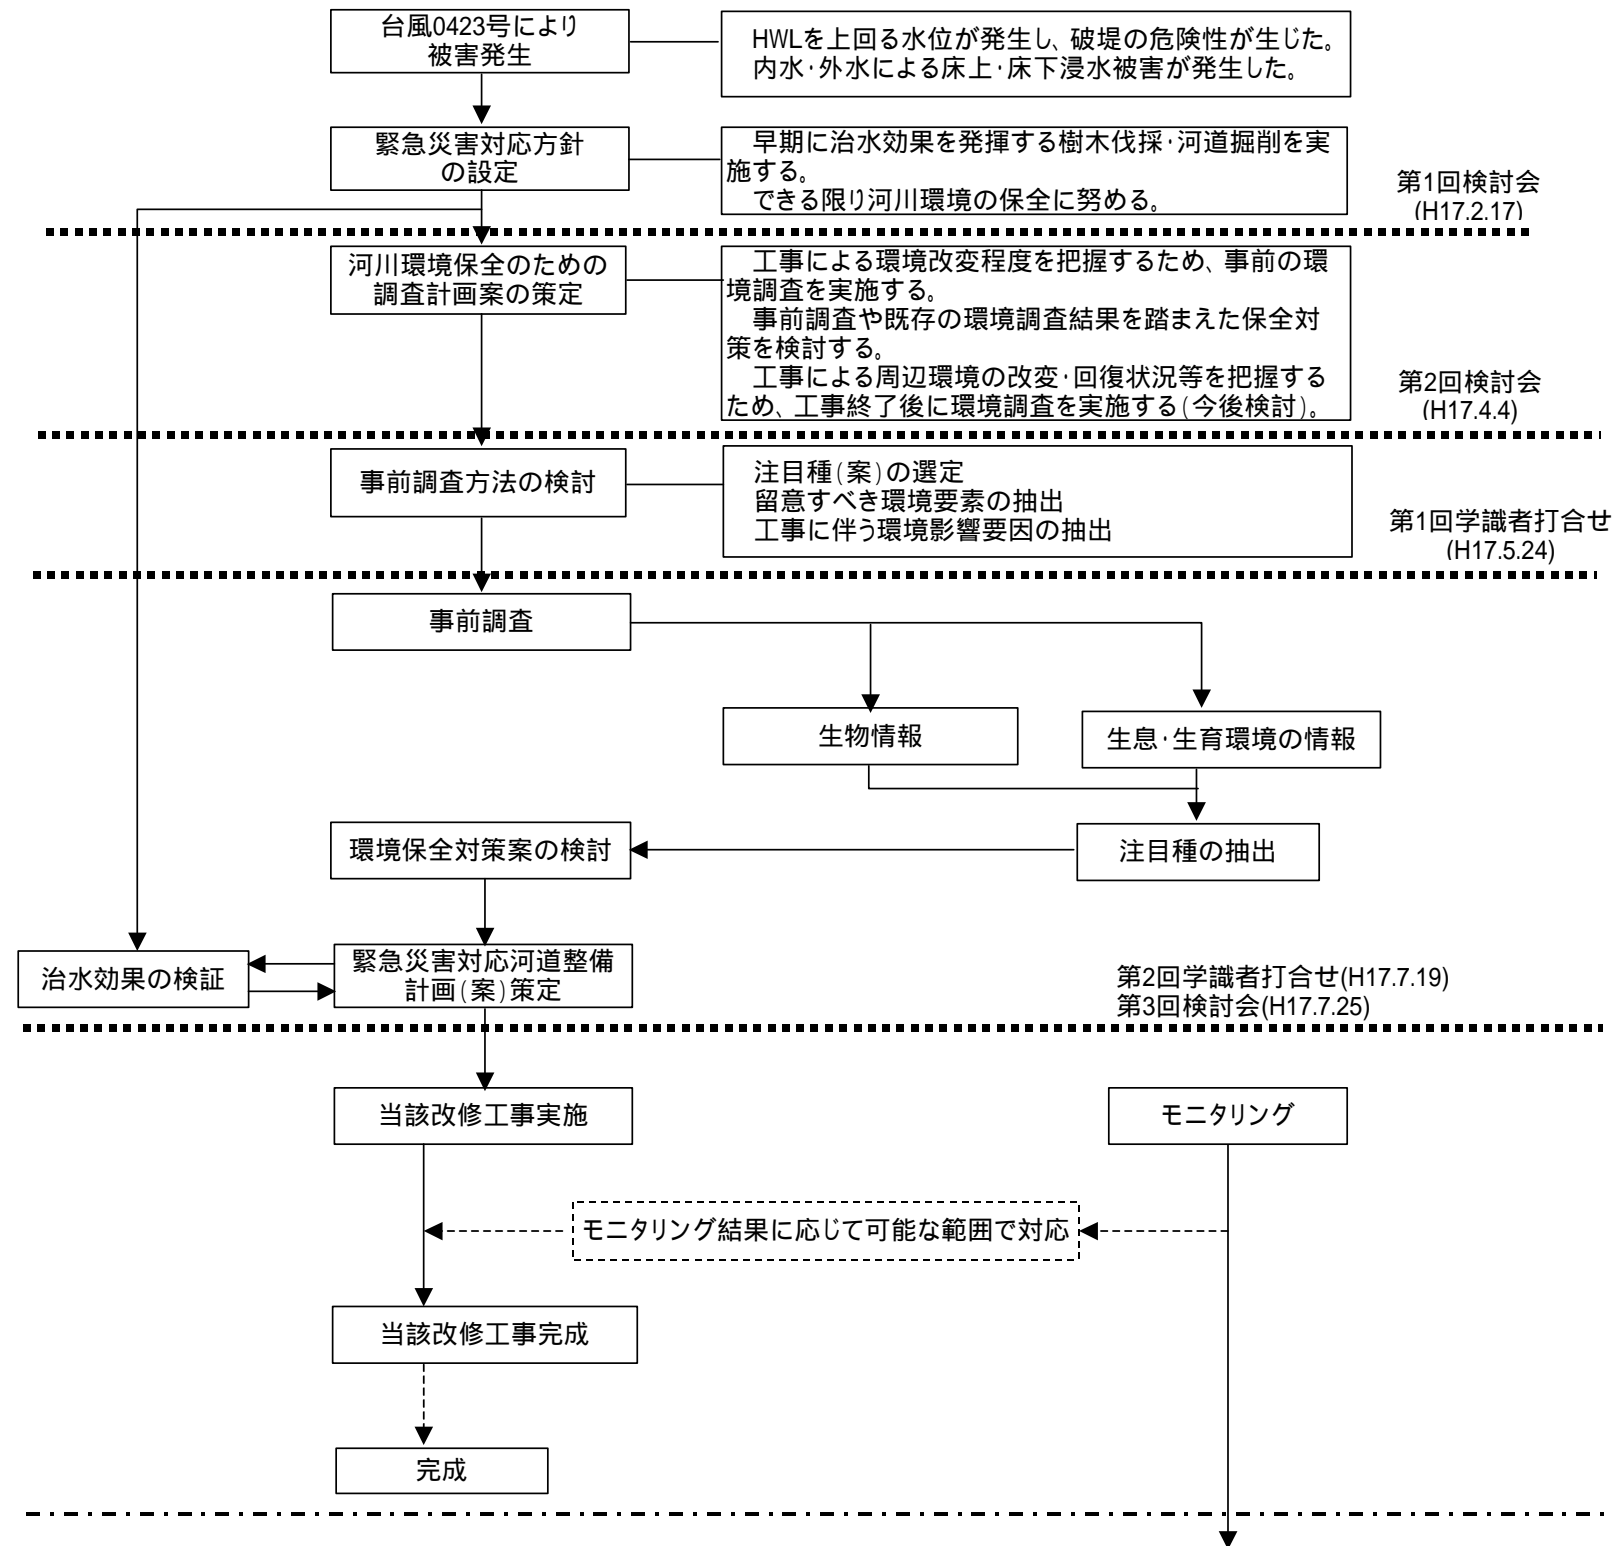 台風0423号により
被害発生
HWLを上回る水位が発生し、破堤の危険性が生じた。
内水・外水による床上・床下浸水被害が発生した。
緊急災害対応方針
の設定
早期に治水効果を発揮する樹木伐採・河道掘削を実
施する。
できる限り河川環境の保全に努める。
第1回検討会
(H17.2.17)
河川環境保全のための
調査計画案の策定
工事による環境改変程度を把握するため、事前の環
境調査を実施する。
事前調査や既存の環境調査結果を踏まえた保全対
策を検討する。
工事による周辺環境の改変・回復状況等を把握する
ため、工事終了後に環境調査を実施する(今後検討)。
第2回検討会
(H17.4.4)
事前調査方法の検討
注目種(案)の選定
留意すべき環境要素の抽出
工事に伴う環境影響要因の抽出
第1回学識者打合せ
(H17.5.24)
事前調査
生物情報
生息・生育環境の情報
環境保全対策案の検討
注目種の抽出
治水効果の検証
緊急災害対応河道整備
計画(案)策定
第2回学識者打合せ(H17.7.19)
第3回検討会(H17.7.25)
当該改修工事実施
モニタリング
モニタリング結果に応じて可能な範囲で対応
当該改修工事完成
完成